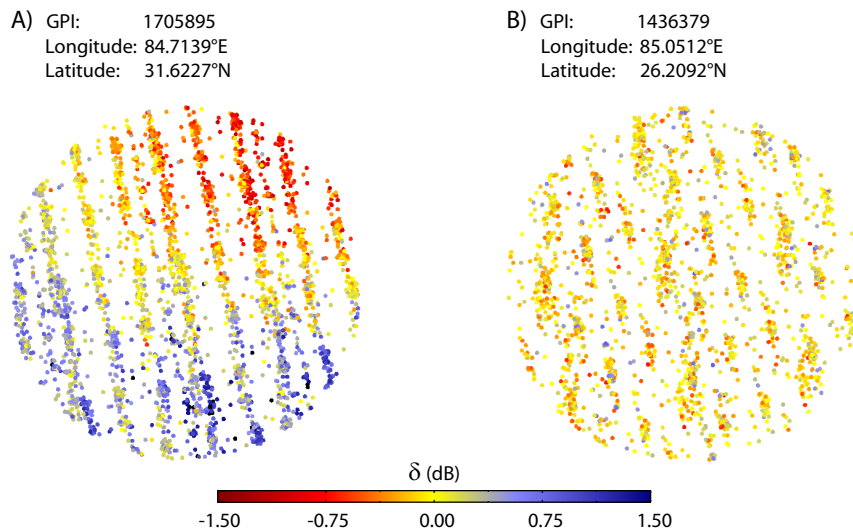 A) GPI: 1705895
Longitude: 84.7139°E
Latitude: 31.6227°N
B) GPI: 1436379
Longitude: 85.0512°E
Latitude: 26.2092°N
δ (dB)
-1.50 -0.75 0.00 0.75 1.50